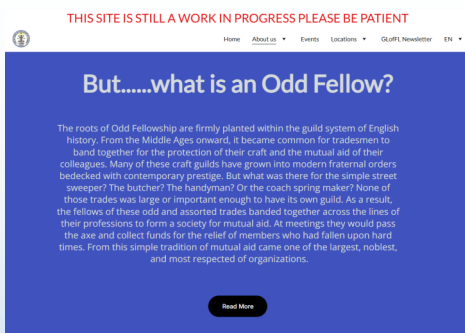 THIS SITE IS STILL A WORK IN PROGRESS PLEASE BE PATIENT
Home About us Events Locations GLofFL Newsletter EN
But......what is an Odd Fellow?
The roots of Odd Fellowship are firmly planted within the guild system of English
history. From the Middle Ages onward, it became common for tradesmen to
band together for the protection of their craft and the mutual aid of their
colleagues. Many of these craft guilds have grown into modern fraternal orders
bedecked with contemporary prestige. But what was there for the simple street
sweeper? The butcher? The handyman? Or the coach spring maker? None of
those trades was large or important enough to have its own guild. As a result,
the fellows of these odd and assorted trades banded together across the lines of
their professions to form a society for mutual aid. At meetings they would pass
the axe and collect funds for the relief of members who had fallen upon hard
times. From this simple tradition of mutual aid came one of the largest, noblest,
and most respected of organizations.
Read More